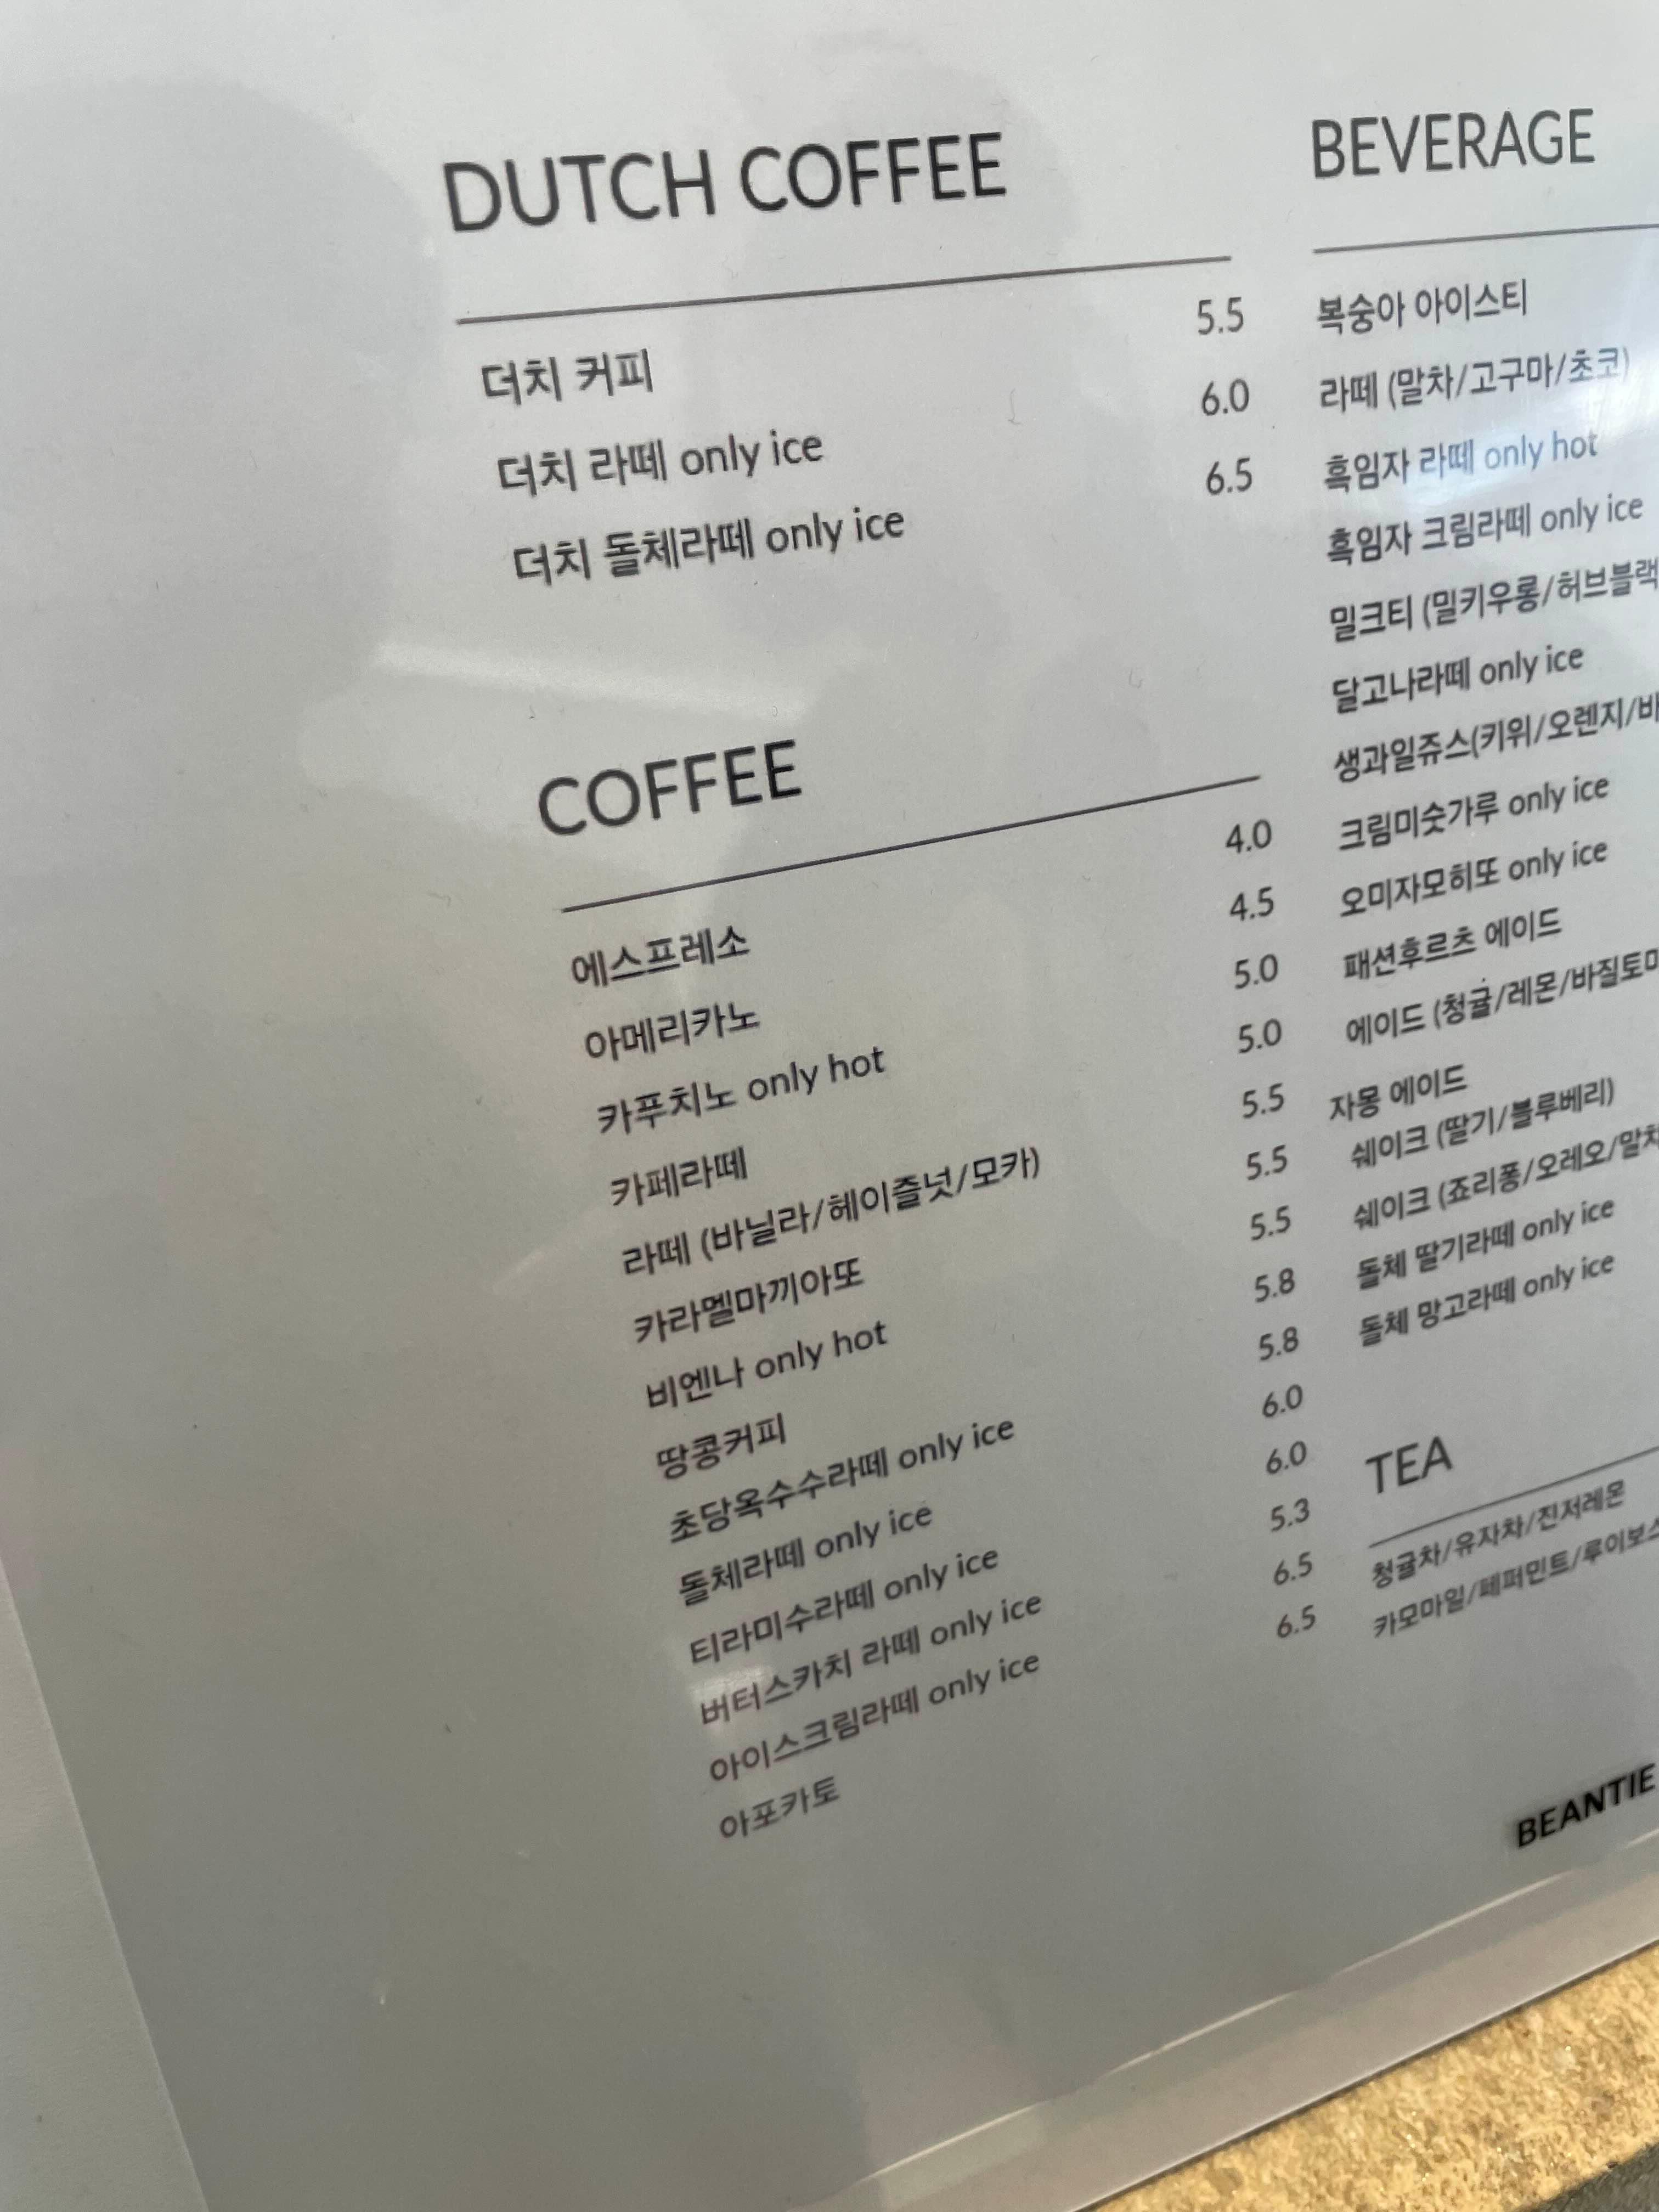 DUTCH COFFEE
더치 커피 5.5
더치 라떼 only ice 6.0
더치 돌체라떼 only ice 6.5
COFFEE
에스프레소 4.0
아메리카노 4.5
카푸치노 only hot 5.0
카페라떼 5.0
라떼 (바닐라/헤이즐넛/모카) 5.5
카라멜마끼아또 5.5
비엔나 only hot 5.5
땅콩커피 5.8
초당옥수수라떼 only ice 5.8
돌체라떼 only ice 6.0
티라미수라떼 only ice 6.0
버터스카치 라떼 only ice 5.3
아이스크림라떼 only ice 6.5
아포카토 6.5
BEVERAGE
복숭아 아이스티
라떼 (말차/고구마/초코)
흑임자 라떼 only hot
흑임자 크림라떼 only ice
밀크티 (밀키우롱/허브블랙
달고나라떼 only ice
생과일쥬스(키위/오렌지/바
크림미숫가루 only ice
오미자모히또 only ice
패션후르츠 에이드
에이드 (청귤/레몬/바질토마
자몽 에이드
쉐이크 (딸기/블루베리)
쉐이크 (죠리퐁/오레오/말차
돌체 딸기라떼 only ice
돌체 망고라떼 only ice
TEA
청귤차/유자차/진저레몬
카모마일/페퍼민트/루이보스
BEANTIE